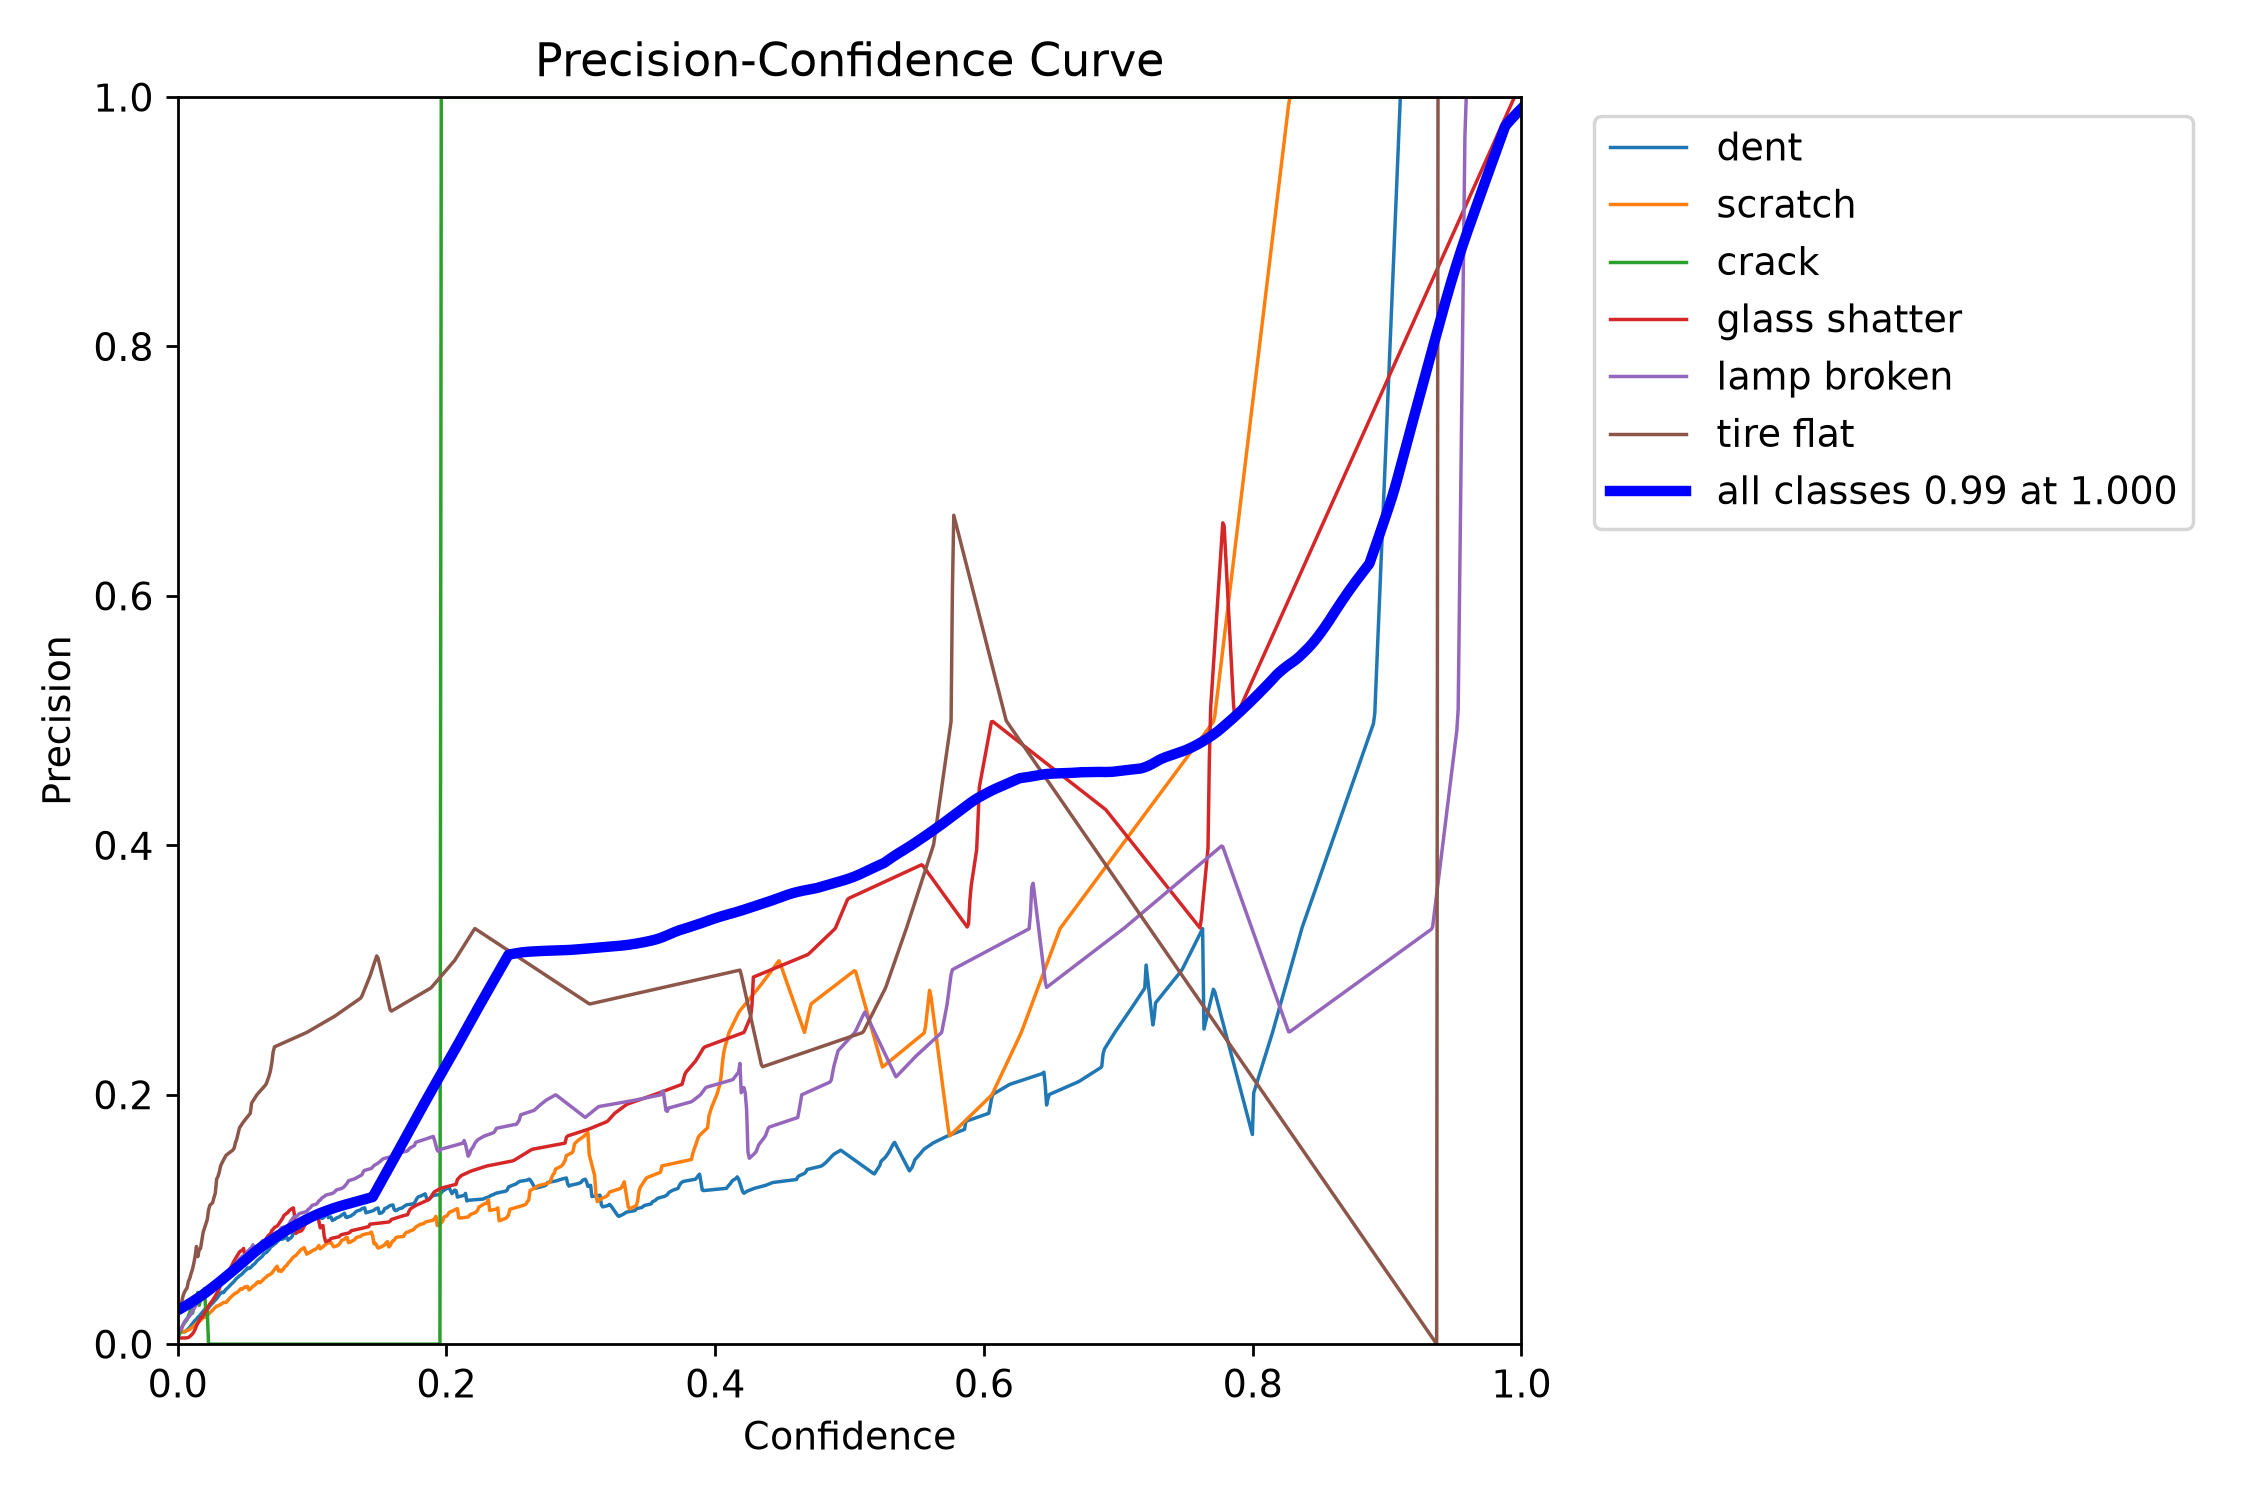 Precision-Confidence Curve
1.0
0.8
0.6
0.4
0.2
0.0
Precision
0.0 0.2 0.4 0.6 0.8 1.0
Confidence
dent
scratch
crack
glass shatter
lamp broken
tire flat
all classes 0.99 at 1.000